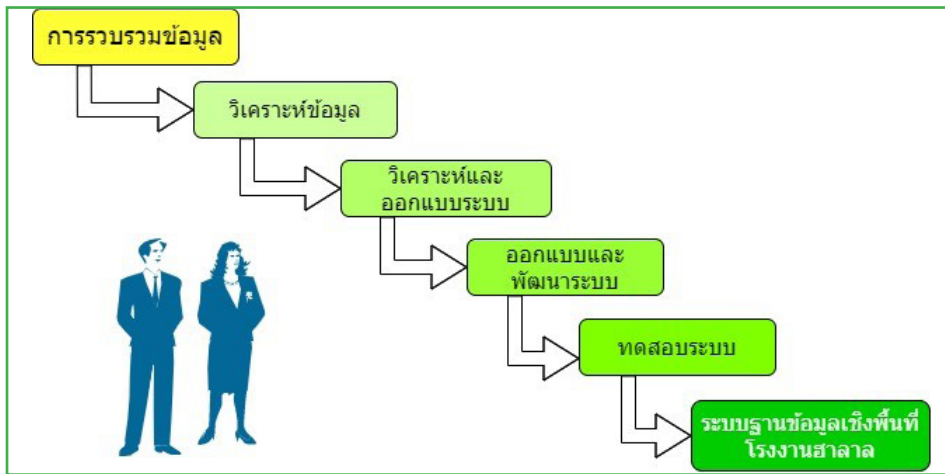 การรวบรวมข้อมูล
วิเคราะห์ข้อมูล
วิเคราะห์และ
ออกแบบระบบ
ออกแบบและ
พัฒนาระบบ
ทดสอบระบบ
ระบบฐานข้อมูลเชิงพื้นที่
โรงงานฮาลาล